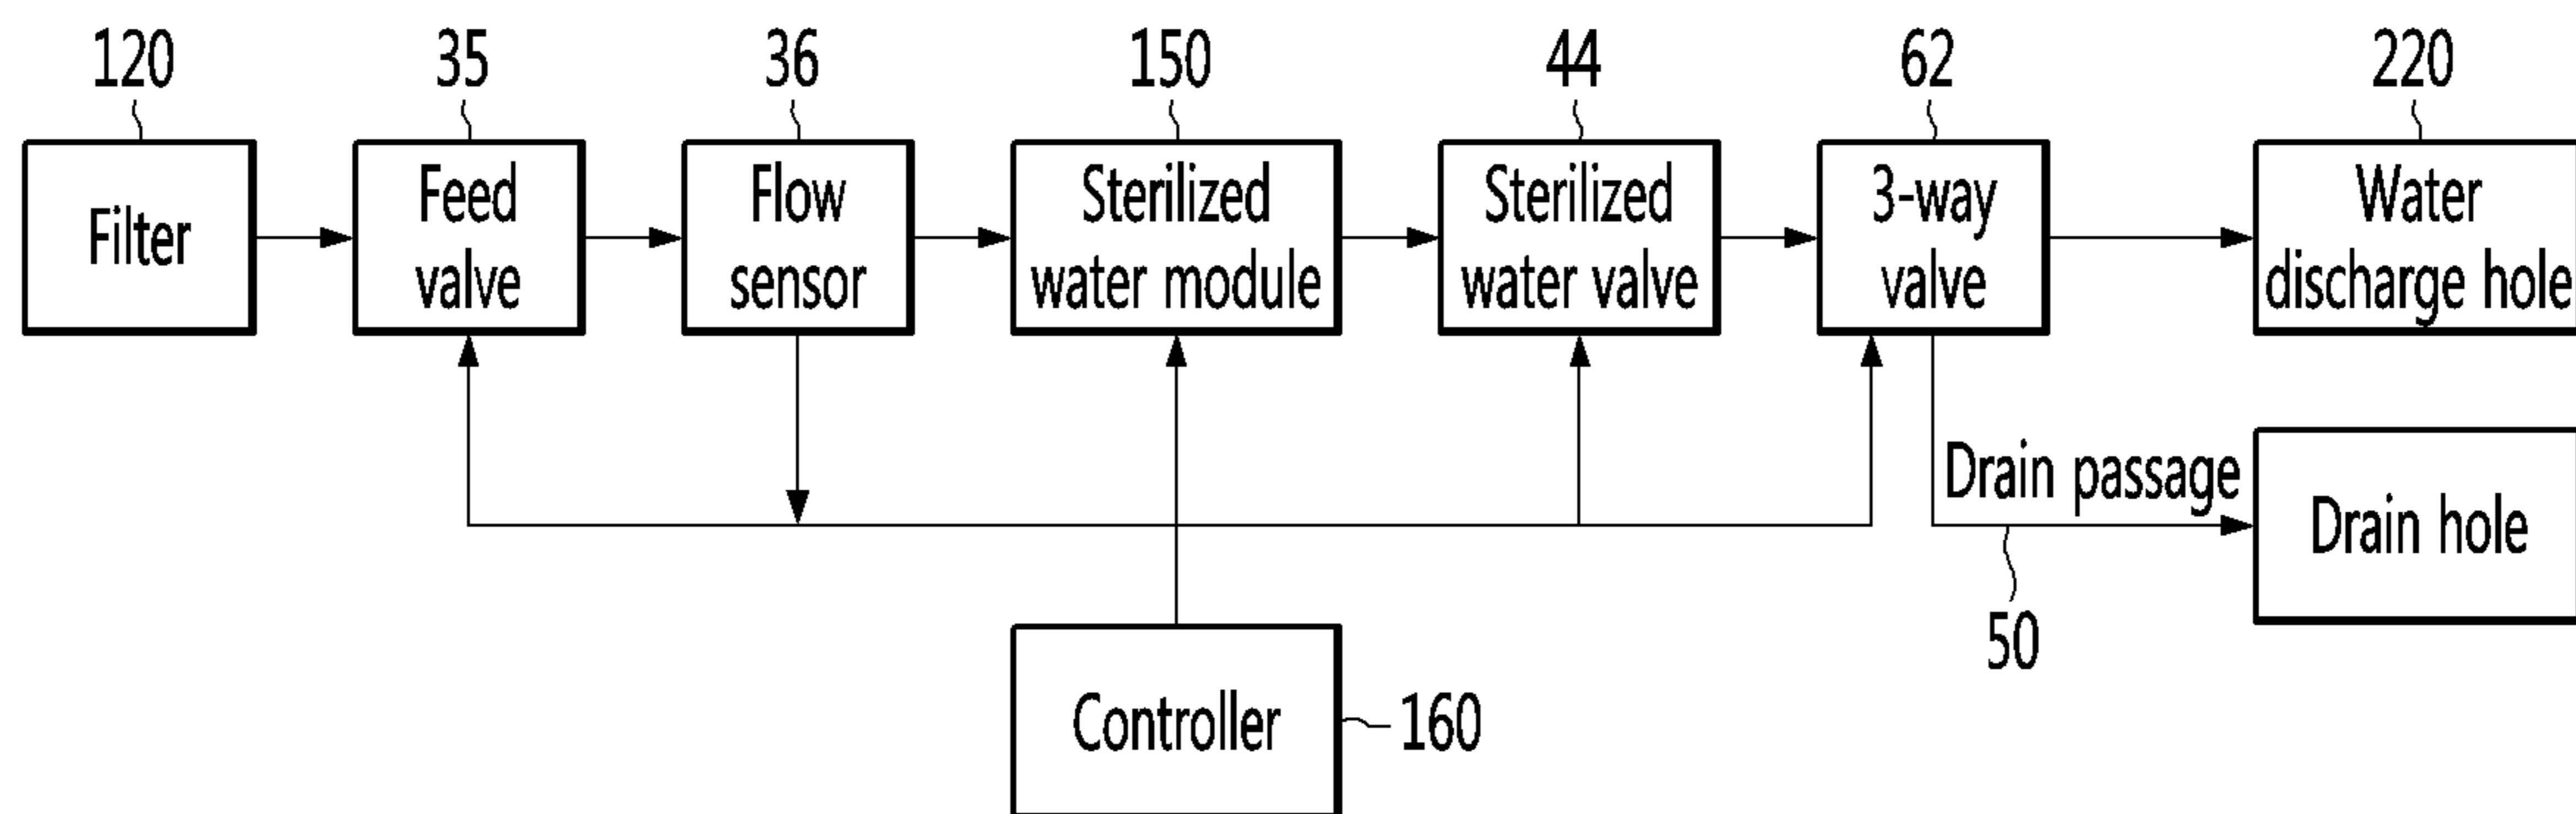 120
35
36
150
44
62
220
Filter
Feed
valve
Flow
sensor
Sterilized
water module
Sterilized
water valve
3-way
valve
Water
discharge hole
Drain passage
50
Drain hole
Controller
160